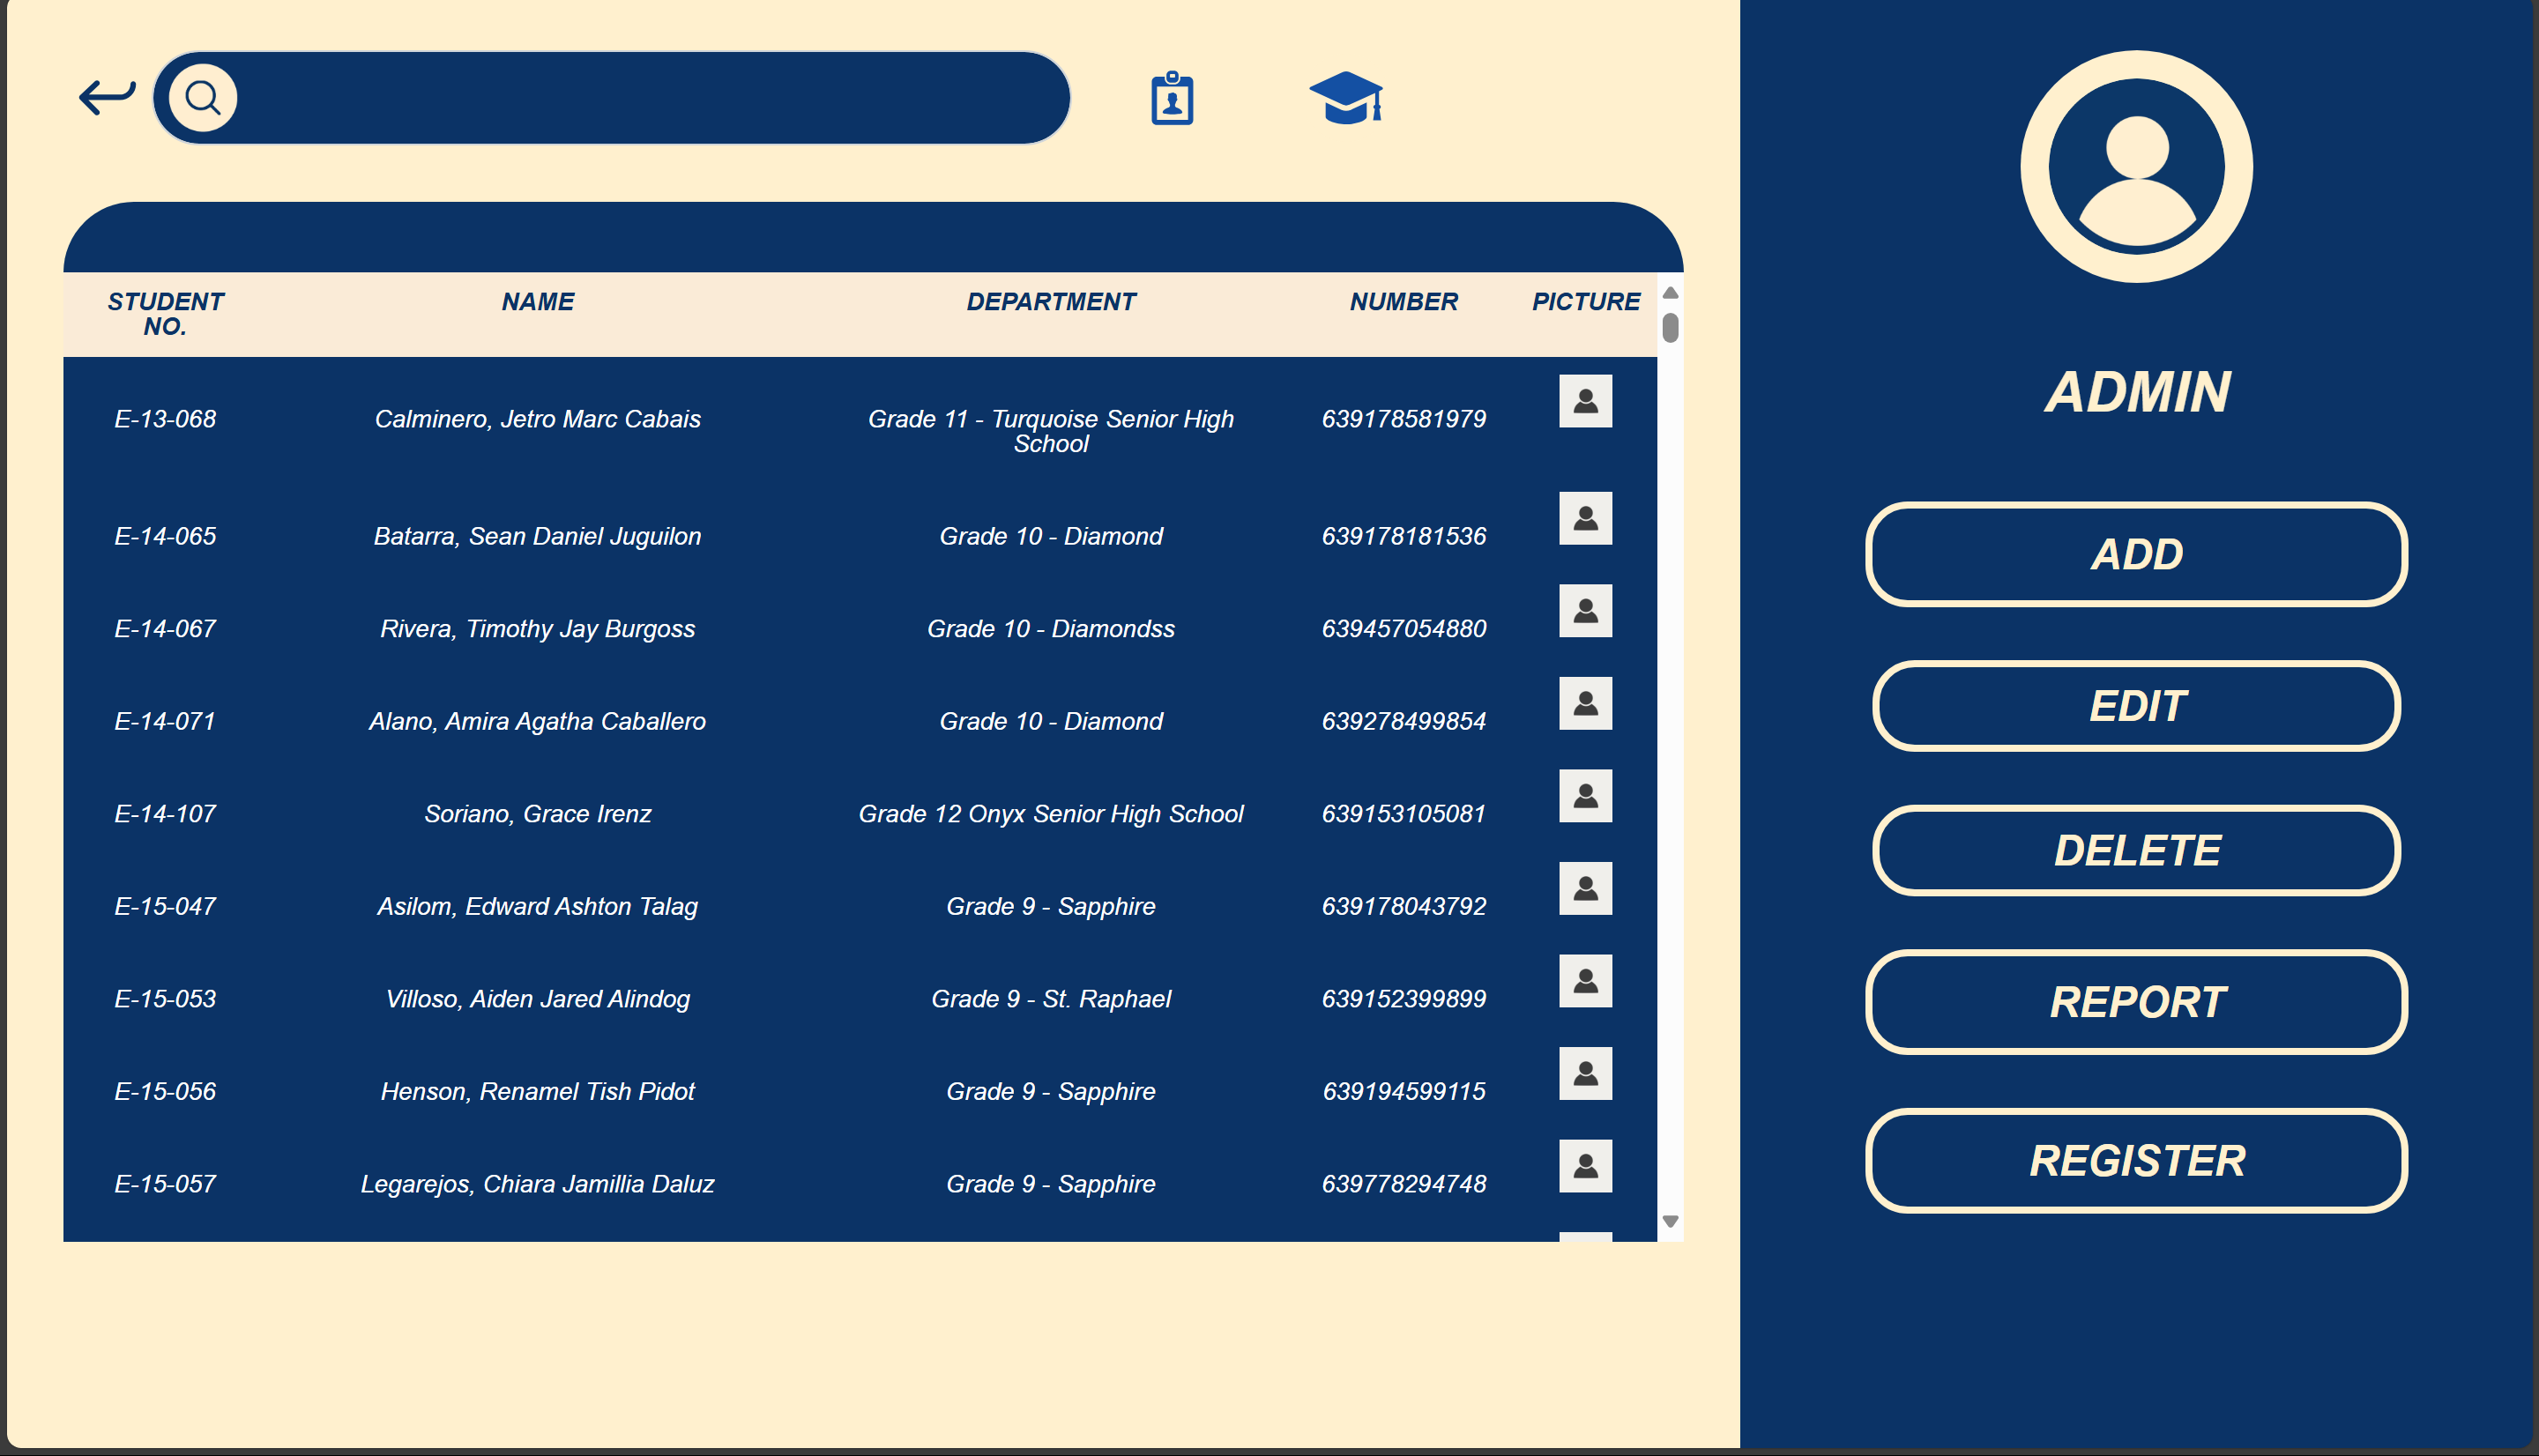 STUDENT NO. NAME DEPARTMENT NUMBER PICTURE
E-13-068 Calminero, Jetro Marc Cabais Grade 11 - Turquoise Senior High School 639178581979
E-14-065 Batarra, Sean Daniel Juguilon Grade 10 - Diamond 639178181536
E-14-067 Rivera, Timothy Jay Burgoss Grade 10 - Diamondss 639457054880
E-14-071 Alano, Amira Agatha Caballero Grade 10 - Diamond 639278499854
E-14-107 Soriano, Grace Irenz Grade 12 Onyx Senior High School 639153105081
E-15-047 Asilom, Edward Ashton Talag Grade 9 - Sapphire 639178043792
E-15-053 Villoso, Aiden Jared Alindog Grade 9 - St. Raphael 639152399899
E-15-056 Henson, Renamel Tish Pidot Grade 9 - Sapphire 639194599115
E-15-057 Legarejos, Chiara Jamillia Daluz Grade 9 - Sapphire 639778294748
ADMIN
ADD
EDIT
DELETE
REPORT
REGISTER